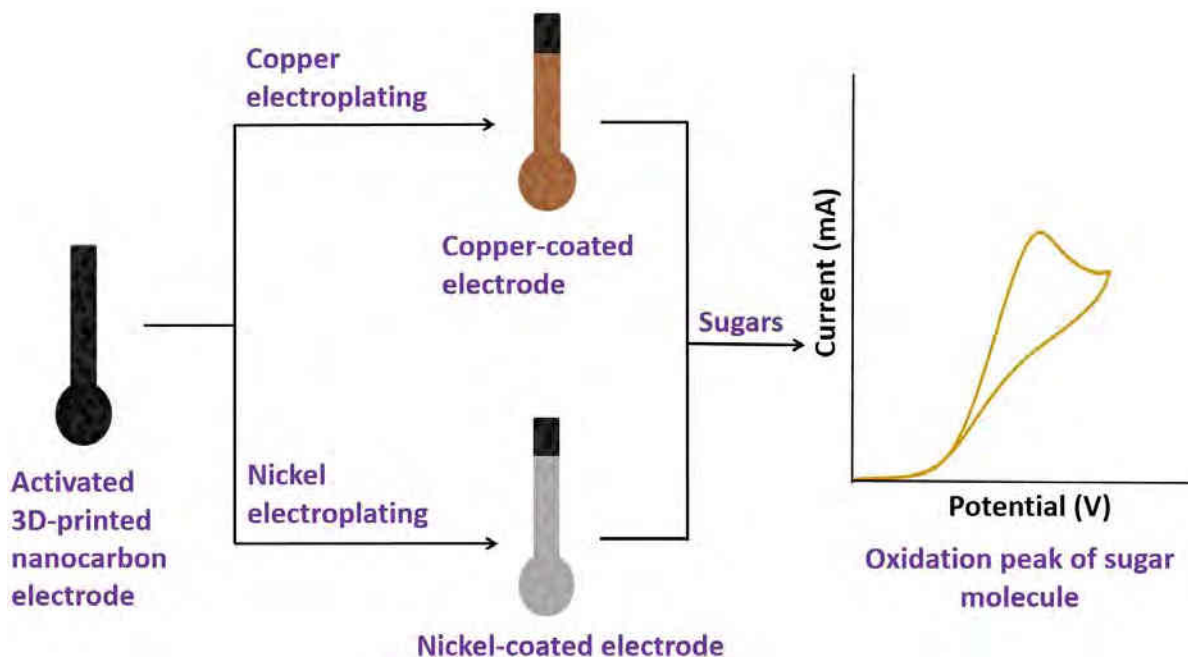 Copper
electroplating
Copper-coated
electrode
Activated
3D-printed
nanocarbon
electrode
Nickel
electroplating
Nickel-coated electrode
Sugars
Current (mA)
Potential (V)
Oxidation peak of sugar
molecule